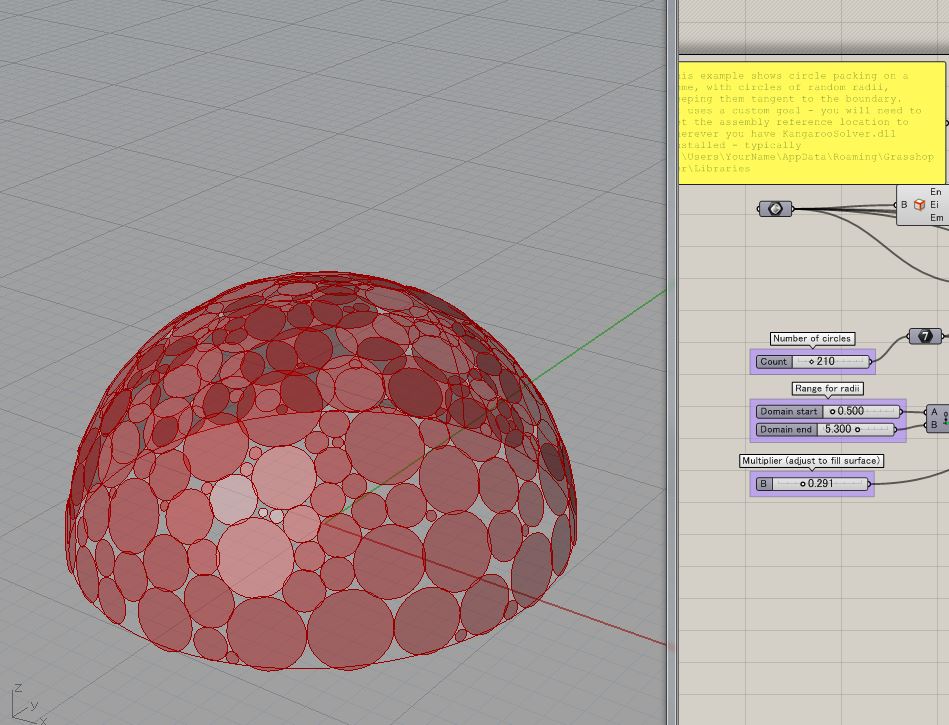 is example shows circle packing on a
me, with circles of random radii,
eping them tangent to the boundary.
uses a custom goal - you will need to
t the assembly reference location to
erever you have KangarooSolver.dll
stalled - typically
\Users\YourName\AppData\Roaming\Grasshop
r\Libraries
B
En
Ei
Em
Number of circles
7
Count 210
Range for radii
Domain start 0.500
A
Domain end 5.300
B
Multiplier (adjust to fill surface)
B 0.291
z
y
x